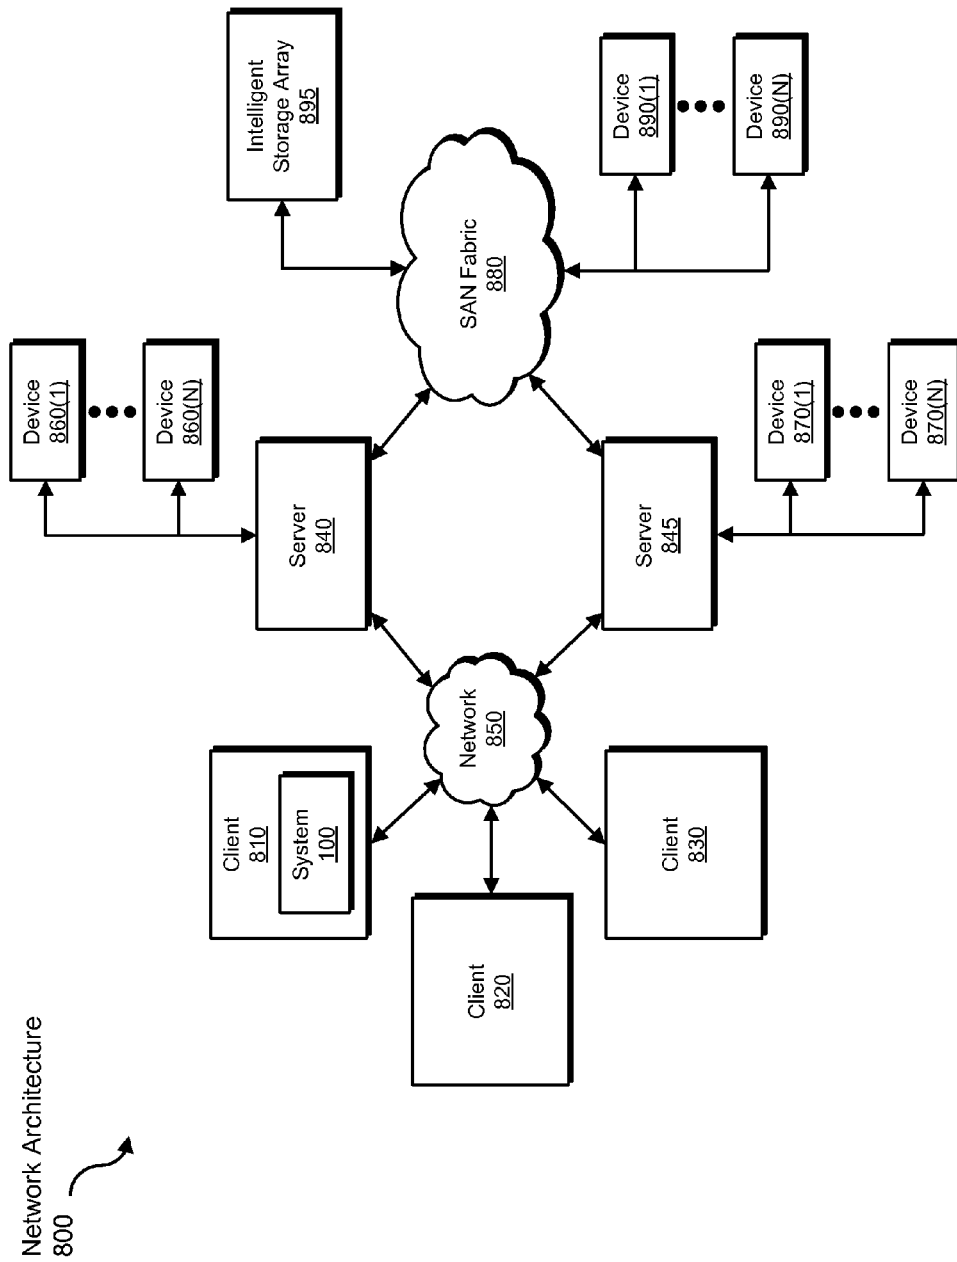 Network Architecture
800
Client
810
System
100
Client
820
Client
830
Network
850
Server
840
Server
845
Device
860(1)
Device
860(N)
Device
870(1)
Device
870(N)
SAN Fabric
880
Intelligent
Storage Array
895
Device
890(1)
Device
890(N)